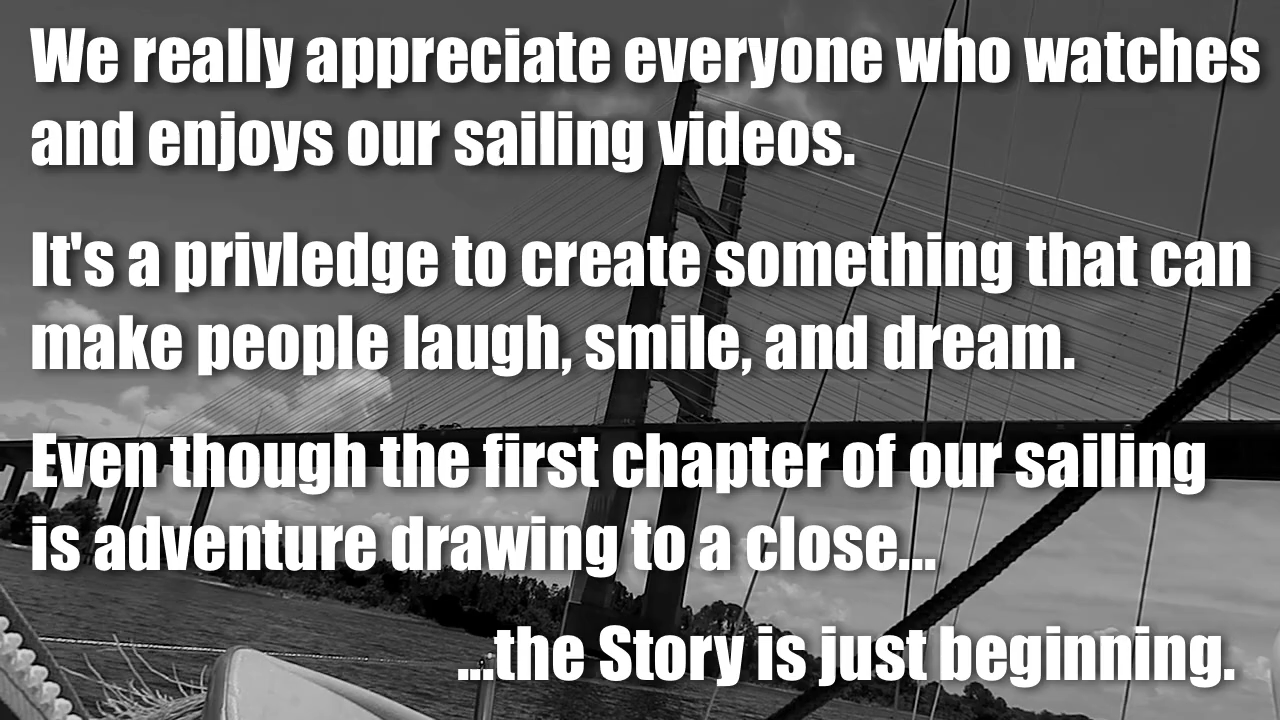 We really appreciate everyone who watches
and enjoys our sailing videos.
It's a privledge to create something that can
make people laugh, smile, and dream.
Even though the first chapter of our sailing
is adventure drawing to a close...
...the Story is just beginning.